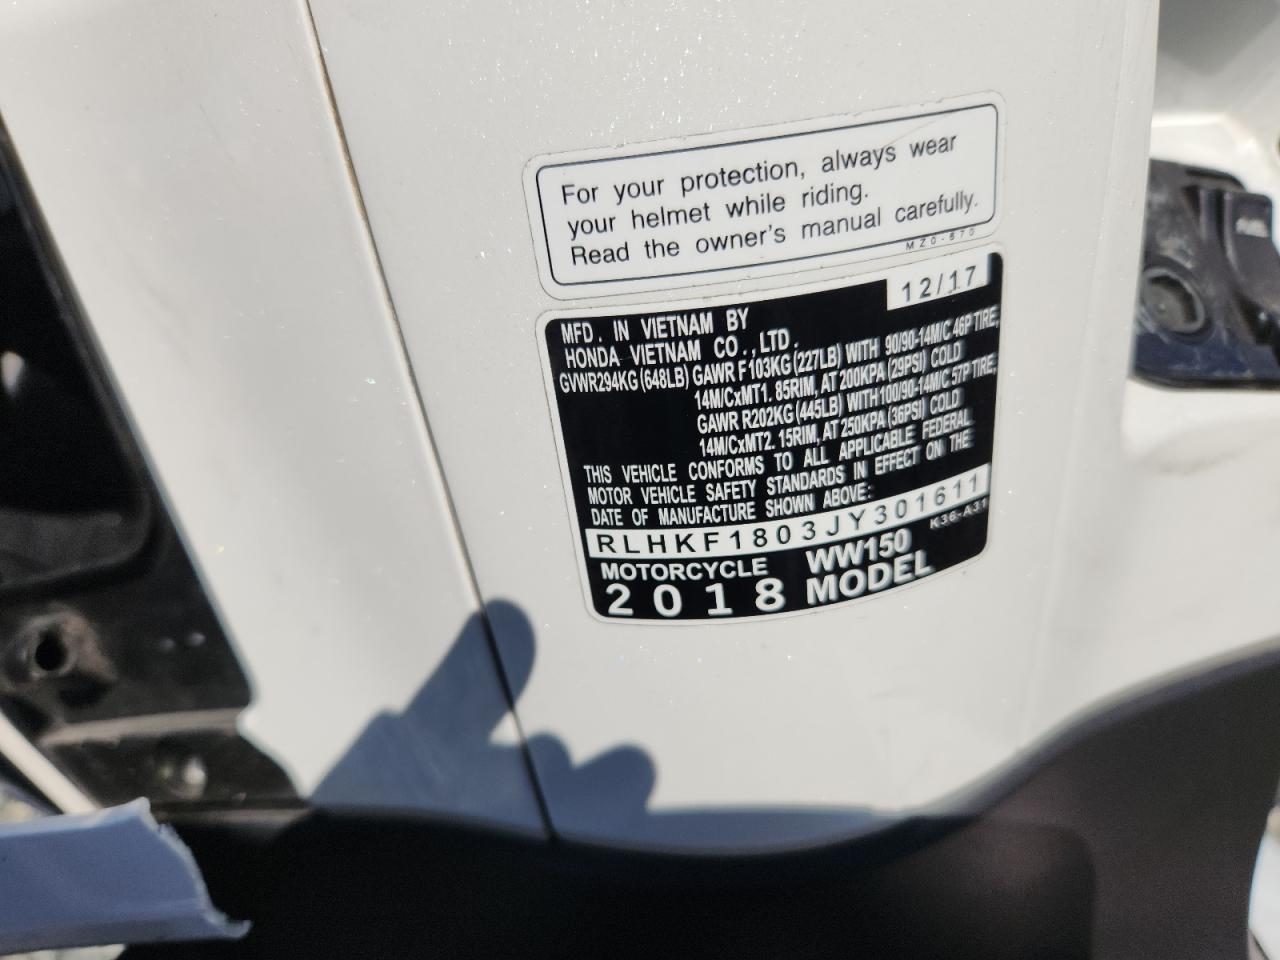 For your protection, always wear
your helmet while riding.
Read the owner's manual carefully.
MZ0-670
12/17
MFD. IN VIETNAM BY
HONDA VIETNAM CO.,LTD.
GVWR294KG(648LB) GAWR F103KG(227LB) WITH 90/90-14M/C 46P TIRE,
14M/CxMT1.85RIM, AT 200KPA(29PSI) COLD
GAWR R202KG(445LB) WITH100/90-14M/C 57P TIRE,
14M/CxMT2.15RIM, AT 250KPA(36PSI) COLD
THIS VEHICLE CONFORMS TO ALL APPLICABLE FEDERAL
MOTOR VEHICLE SAFETY STANDARDS IN EFFECT ON THE
DATE OF MANUFACTURE SHOWN ABOVE:
RLHKF1803JY301611
K36-A31
MOTORCYCLE WW150
2018 MODEL